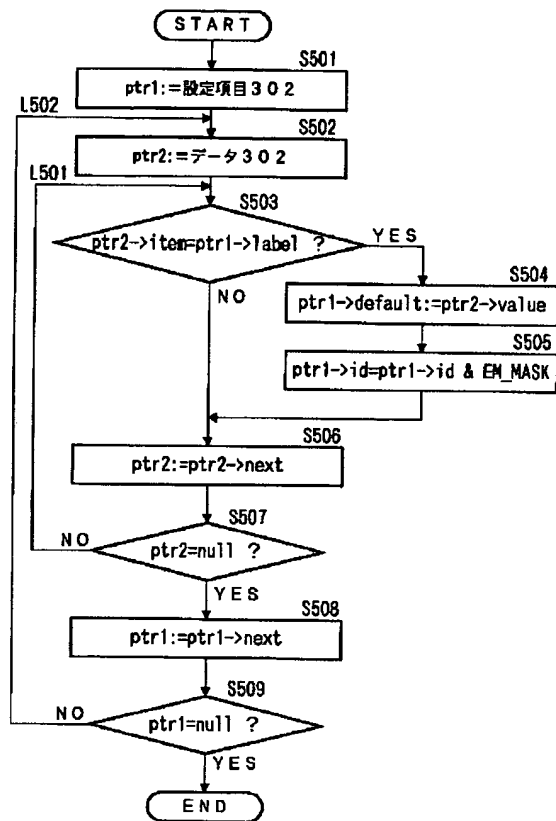 START
S501
ptr1:=設定項目302
L502
S502
ptr2:=データ302
L501
S503
ptr2->item=ptr1->label ?
YES
NO
S504
ptr1->default:=ptr2->value
S505
ptr1->id=ptr1->id & EM_MASK
S506
ptr2:=ptr2->next
S507
NO
ptr2=null ?
YES
S508
ptr1:=ptr1->next
S509
NO
ptr1=null ?
YES
END